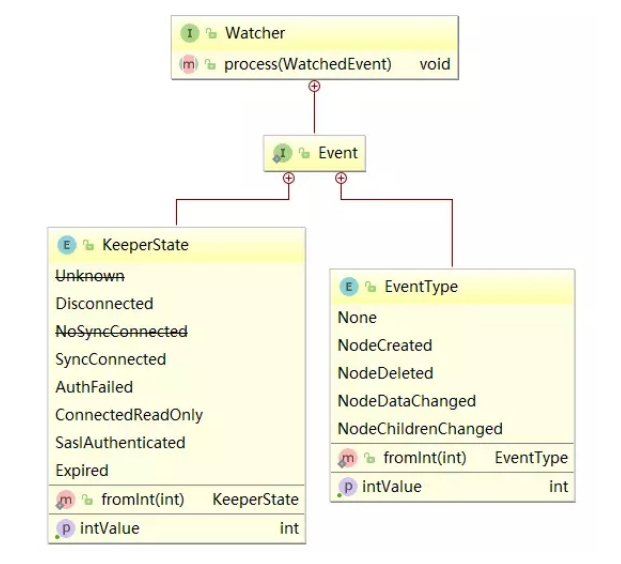 I Watcher
m process(WatchedEvent) void
I Event
E KeeperState
Unknown
Disconnected
NoSyncConnected
SyncConnected
AuthFailed
ConnectedReadOnly
SaslAuthenticated
Expired
m fromInt(int) KeeperState
p intValue int
E EventType
None
NodeCreated
NodeDeleted
NodeDataChanged
NodeChildrenChanged
m fromInt(int) EventType
p intValue int